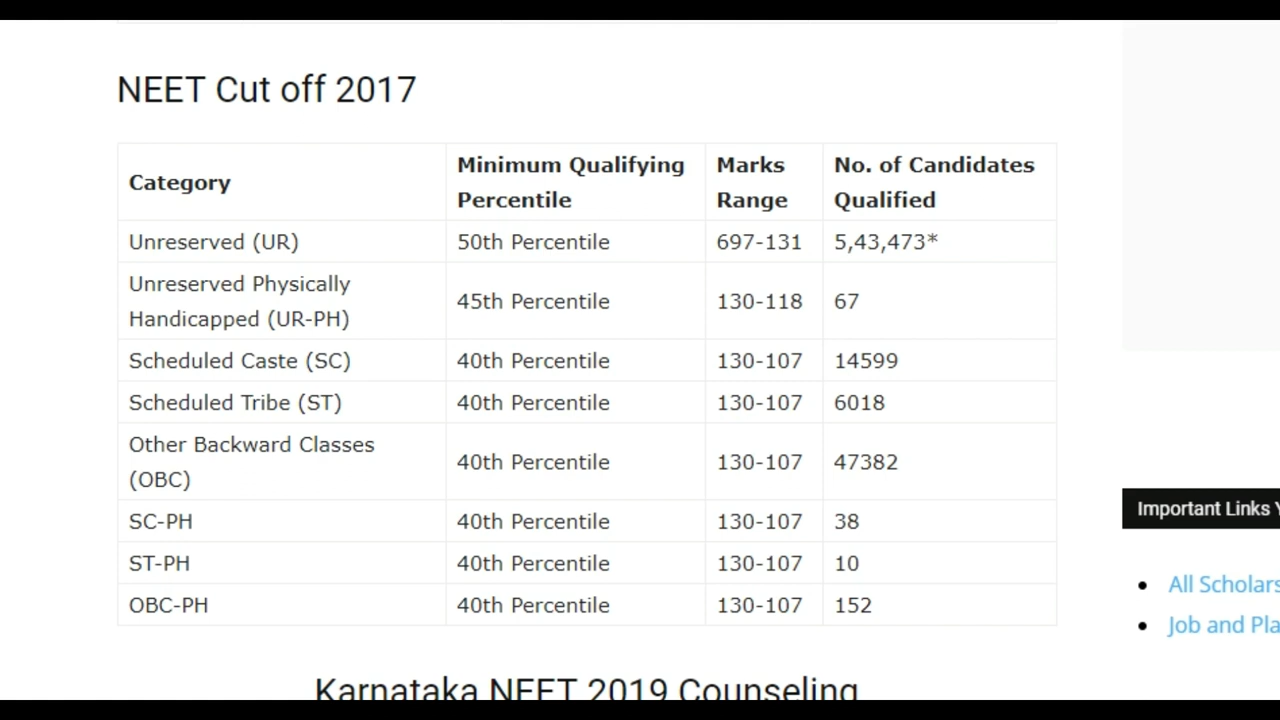 NEET Cut off 2017
Category
Minimum Qualifying
Percentile
Marks
Range
No. of Candidates
Qualified
Unreserved (UR) 50th Percentile 697-131 5,43,473*
Unreserved Physically
Handicapped (UR-PH) 45th Percentile 130-118 67
Scheduled Caste (SC) 40th Percentile 130-107 14599
Scheduled Tribe (ST) 40th Percentile 130-107 6018
Other Backward Classes
(OBC) 40th Percentile 130-107 47382
SC-PH 40th Percentile 130-107 38
ST-PH 40th Percentile 130-107 10
OBC-PH 40th Percentile 130-107 152
Karnataka NEET 2019 Counseling
Important Links
All Scholars
Job and Pla